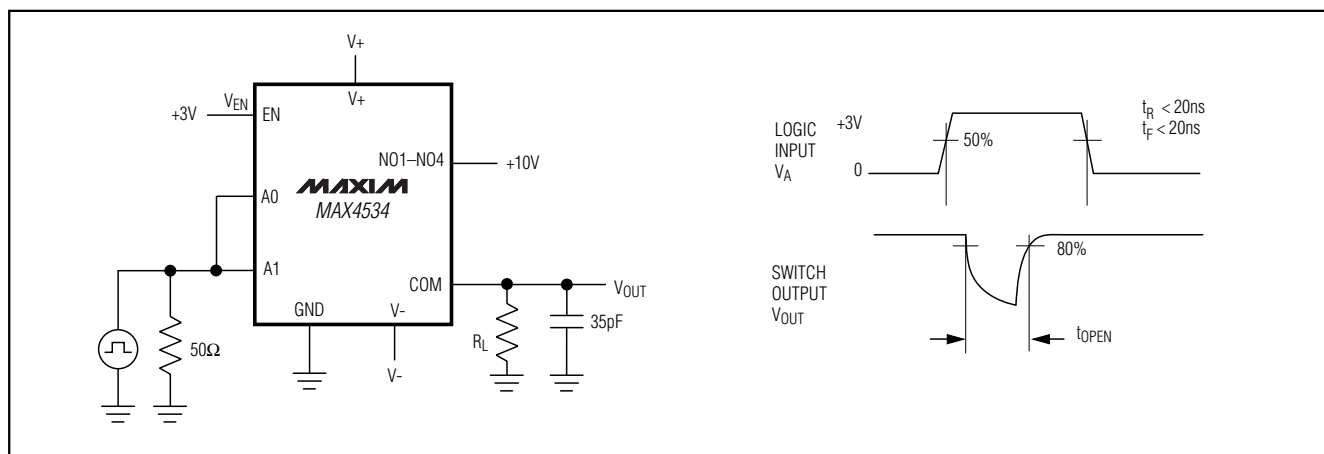 V+
V+
+3V
VEN
EN
NO1–NO4
+10V
MAXIM
MAX4534
A0
A1
COM
VOUT
GND
V-
V-
50Ω
RL
35pF
LOGIC
INPUT
VA
+3V
0
50%
tR < 20ns
tF < 20ns
SWITCH
OUTPUT
VOUT
80%
tOPEN